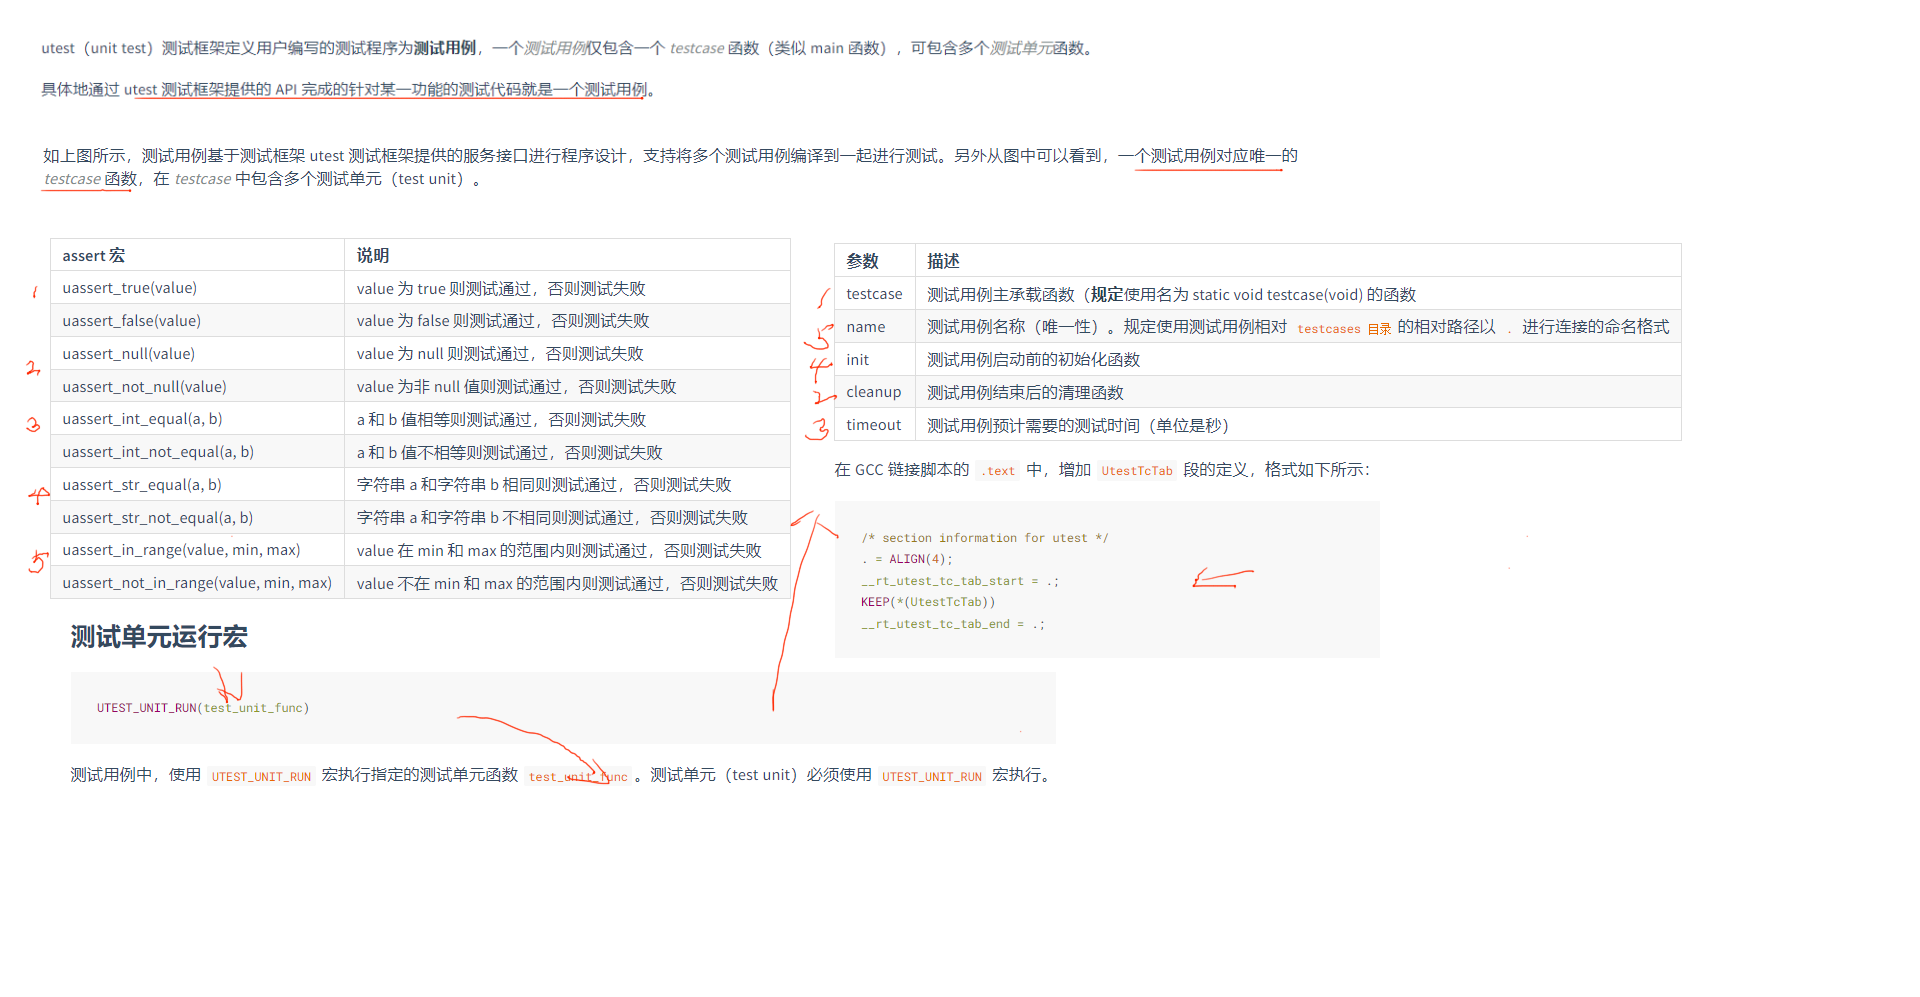 utest（unit test）测试框架定义用户编写的测试程序为测试用例，一个测试用例仅包含一个 testcase 函数（类似 main 函数），可包含多个测试单元函数。
具体地通过 utest 测试框架提供的 API 完成的针对某一功能的测试代码就是一个测试用例。
如上图所示，测试用例基于测试框架 utest 测试框架提供的服务接口进行程序设计，支持将多个测试用例编译到一起进行测试。另外从图中可以看到，一个测试用例对应唯一的
testcase 函数，在 testcase 中包含多个测试单元（test unit）。
assert 宏 说明
1 uassert_true(value) value 为 true 则测试通过，否则测试失败
uassert_false(value) value 为 false 则测试通过，否则测试失败
uassert_null(value) value 为 null 则测试通过，否则测试失败
2 uassert_not_null(value) value 为非 null 值则测试通过，否则测试失败
3 uassert_int_equal(a, b) a 和 b 值相等则测试通过，否则测试失败
uassert_int_not_equal(a, b) a 和 b 值不相等则测试通过，否则测试失败
4 uassert_str_equal(a, b) 字符串 a 和字符串 b 相同则测试通过，否则测试失败
uassert_str_not_equal(a, b) 字符串 a 和字符串 b 不相同则测试通过，否则测试失败
5 uassert_in_range(value, min, max) value 在 min 和 max 的范围内则测试通过，否则测试失败
uassert_not_in_range(value, min, max) value 不在 min 和 max 的范围内则测试通过，否则测试失败
测试单元运行宏
UTEST_UNIT_RUN(test_unit_func)
测试用例中，使用 UTEST_UNIT_RUN 宏执行指定的测试单元函数 test_unit_func 。测试单元（test unit）必须使用 UTEST_UNIT_RUN 宏执行。
参数 描述
1 testcase 测试用例主承载函数（规定使用名为 static void testcase(void) 的函数
5 name 测试用例名称（唯一性）。规定使用测试用例相对 testcases 目录 的相对路径以 . 进行连接的命名格式
4 init 测试用例启动前的初始化函数
2 cleanup 测试用例结束后的清理函数
3 timeout 测试用例预计需要的测试时间（单位是秒）
在 GCC 链接脚本的 .text 中，增加 UtestTcTab 段的定义，格式如下所示：
/* section information for utest */
. = ALIGN(4);
__rt_utest_tc_tab_start = .;
KEEP(*(UtestTcTab))
__rt_utest_tc_tab_end = .;